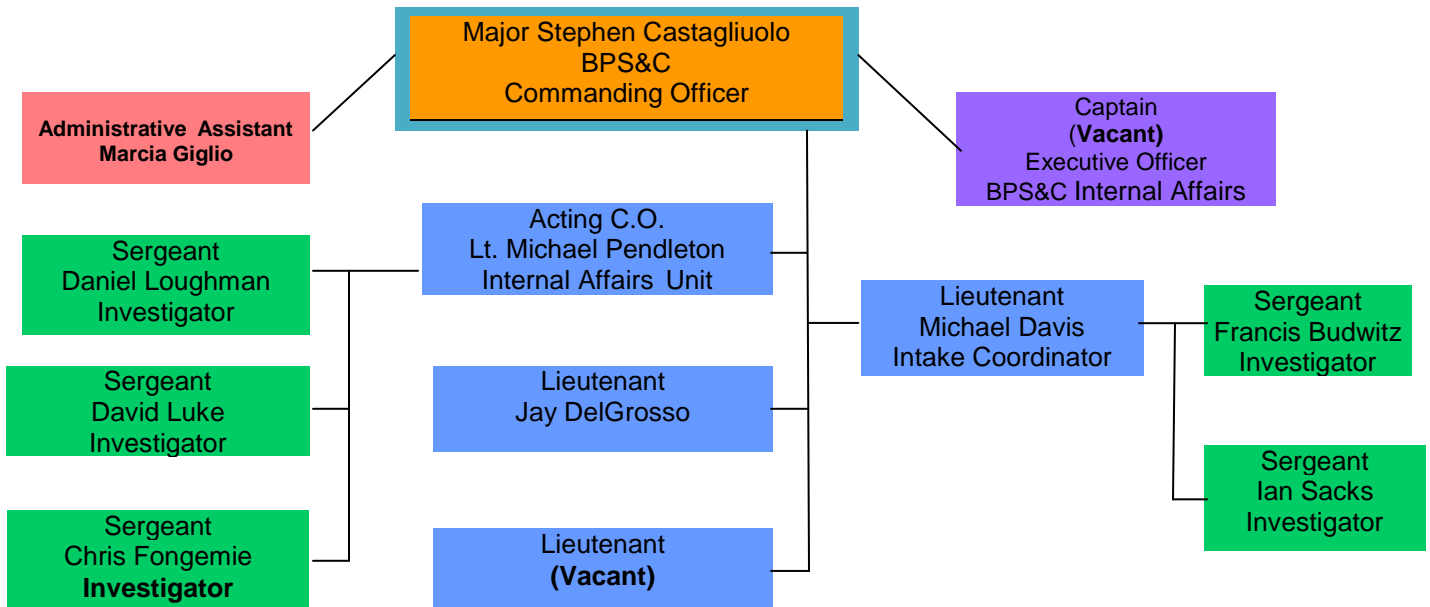 Major Stephen Castagliuolo
BPS&C
Commanding Officer
Administrative Assistant
Marcia Giglio
Captain
(Vacant)
Executive Officer
BPS&C Internal Affairs
Acting C.O.
Lt. Michael Pendleton
Internal Affairs Unit
Sergeant
Daniel Loughman
Investigator
Lieutenant
Michael Davis
Intake Coordinator
Sergeant
Francis Budwitz
Investigator
Sergeant
David Luke
Investigator
Lieutenant
Jay DelGrosso
Sergeant
Ian Sacks
Investigator
Sergeant
Chris Fongemie
Investigator
Lieutenant
(Vacant)